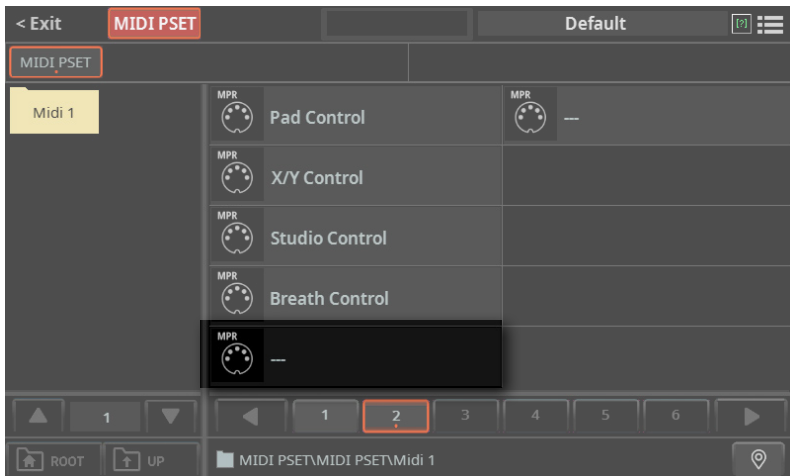 < Exit
MIDI PSET
Default
[?]
MIDI PSET
Midi 1
MPR
Pad Control
MPR
---
MPR
X/Y Control
MPR
Studio Control
MPR
Breath Control
MPR
---
1
1
2
3
4
5
6
ROOT
UP
MIDI PSET\MIDI PSET\Midi 1